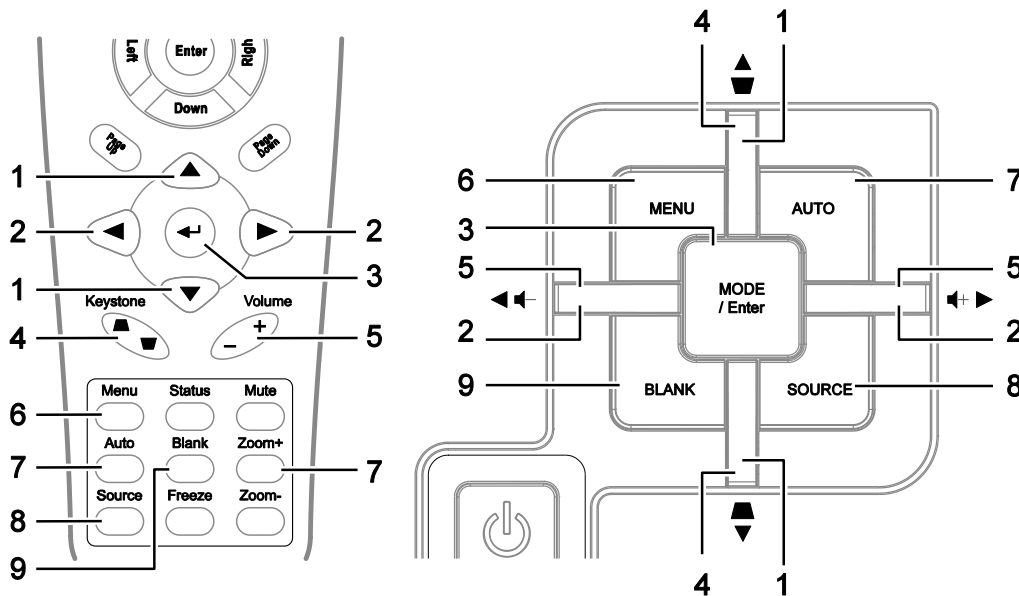 Left
Enter
Righ
Down
Page
Up
Page
Down
1
2
2
3
1
Keystone
Volume
4
5
Menu
Status
Mute
6
Auto
Blank
Zoom+
7
7
Source
Freeze
Zoom-
8
9
4
1
6
7
MENU
AUTO
3
5
5
MODE
/ Enter
2
2
9
BLANK
SOURCE
8
4
1